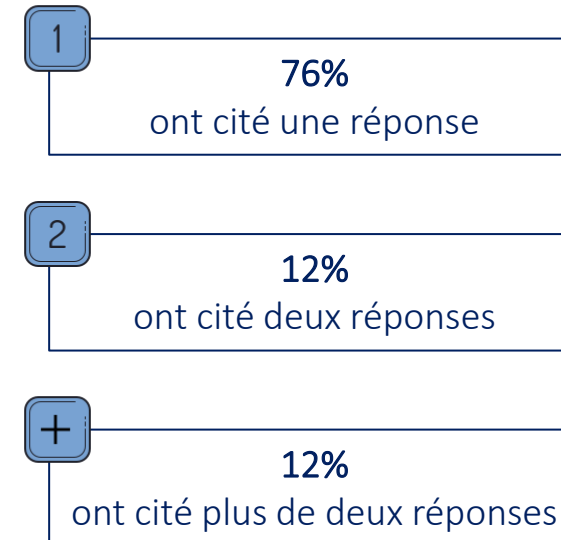 1
76%
ont cité une réponse
2
12%
ont cité deux réponses
+
12%
ont cité plus de deux réponses